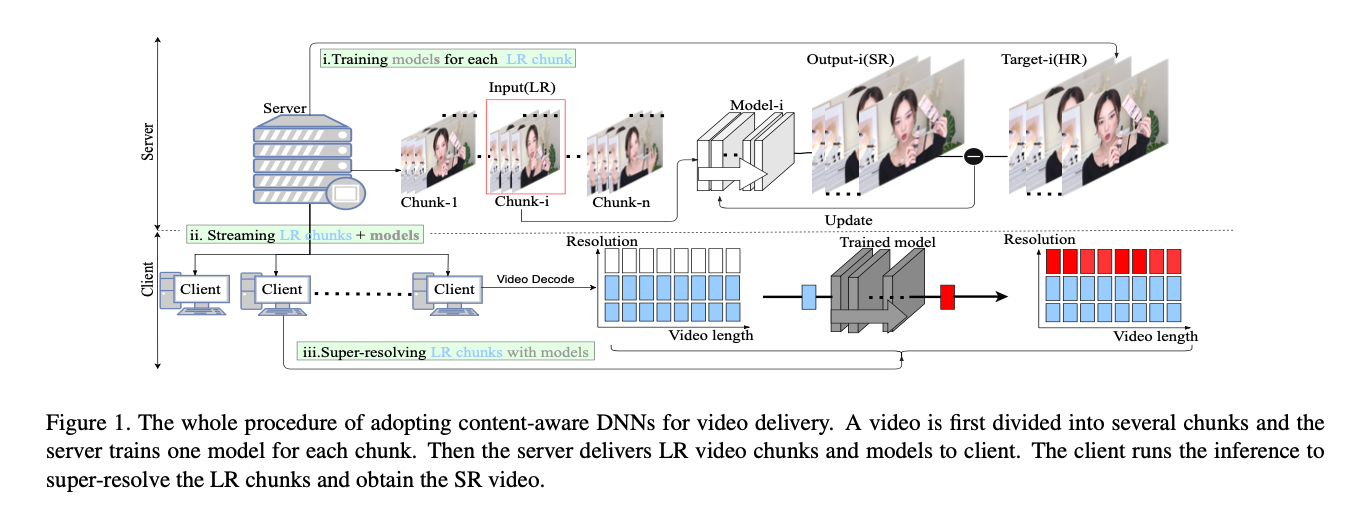 i.Training models for each LR chunk
Output-i(SR)
Target-i(HR)
Input(LR)
Server
Model-i
Server
Chunk-1
Chunk-i
Chunk-n
Update
ii. Streaming LR chunks + models
Resolution
Trained model
Resolution
Client
Client
Client
Client
Video Decode
Video length
Video length
iii.Super-resolving LR chunks with models
Figure 1. The whole procedure of adopting content-aware DNNs for video delivery. A video is first divided into several chunks and the
server trains one model for each chunk. Then the server delivers LR video chunks and models to client. The client runs the inference to
super-resolve the LR chunks and obtain the SR video.